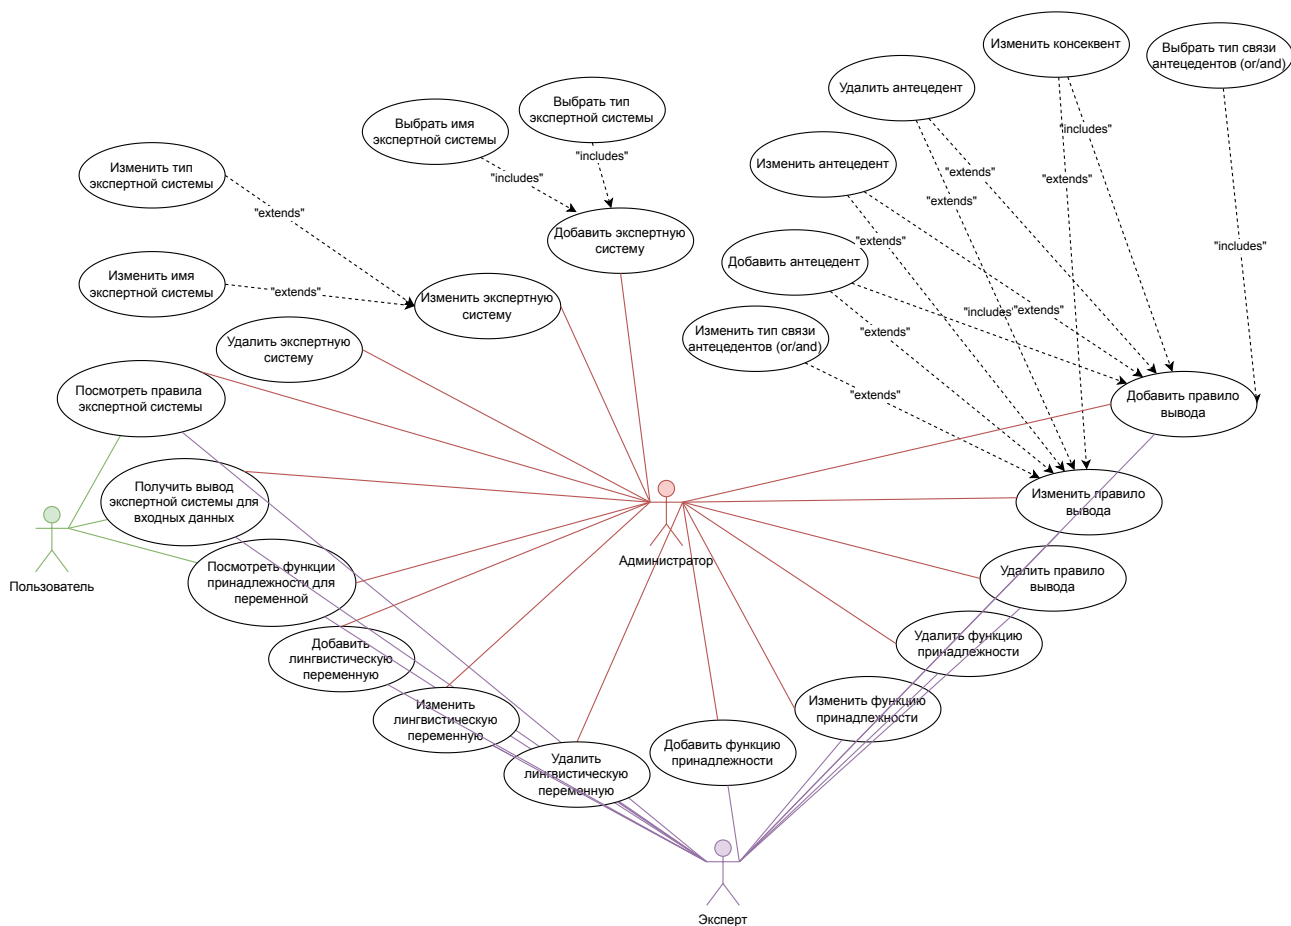 Изменить консеквент
Выбрать тип связи
антецедентов (or/and)
Удалить антецедент
Выбрать тип
экспертной системы
Выбрать имя
экспертной системы
"includes"
"includes"
"includes"
Изменить антецедент
Изменить тип
экспертной системы
"extends"
"extends"
"extends"
"extends"
Добавить экспертную
систему
"extends"
"includes"
Добавить антецедент
Изменить имя
экспертной системы
"extends"
Изменить экспертную
систему
"includes"
"extends"
"extends"
Изменить тип связи
антецедентов (or/and)
Удалить экспертную
систему
"extends"
Посмотреть правила
экспертной системы
Добавить правило
вывода
Получить вывод
экспертной системы для
входных данных
Изменить правило
вывода
Администратор
Пользователь
Посмотреть функции
принадлежности для
переменной
Удалить правило
вывода
Добавить
лингвистическую
переменную
Удалить функцию
принадлежности
Изменить
лингвистическую
переменную
Изменить функцию
принадлежности
Удалить
лингвистическую
переменную
Добавить функцию
принадлежности
Эксперт